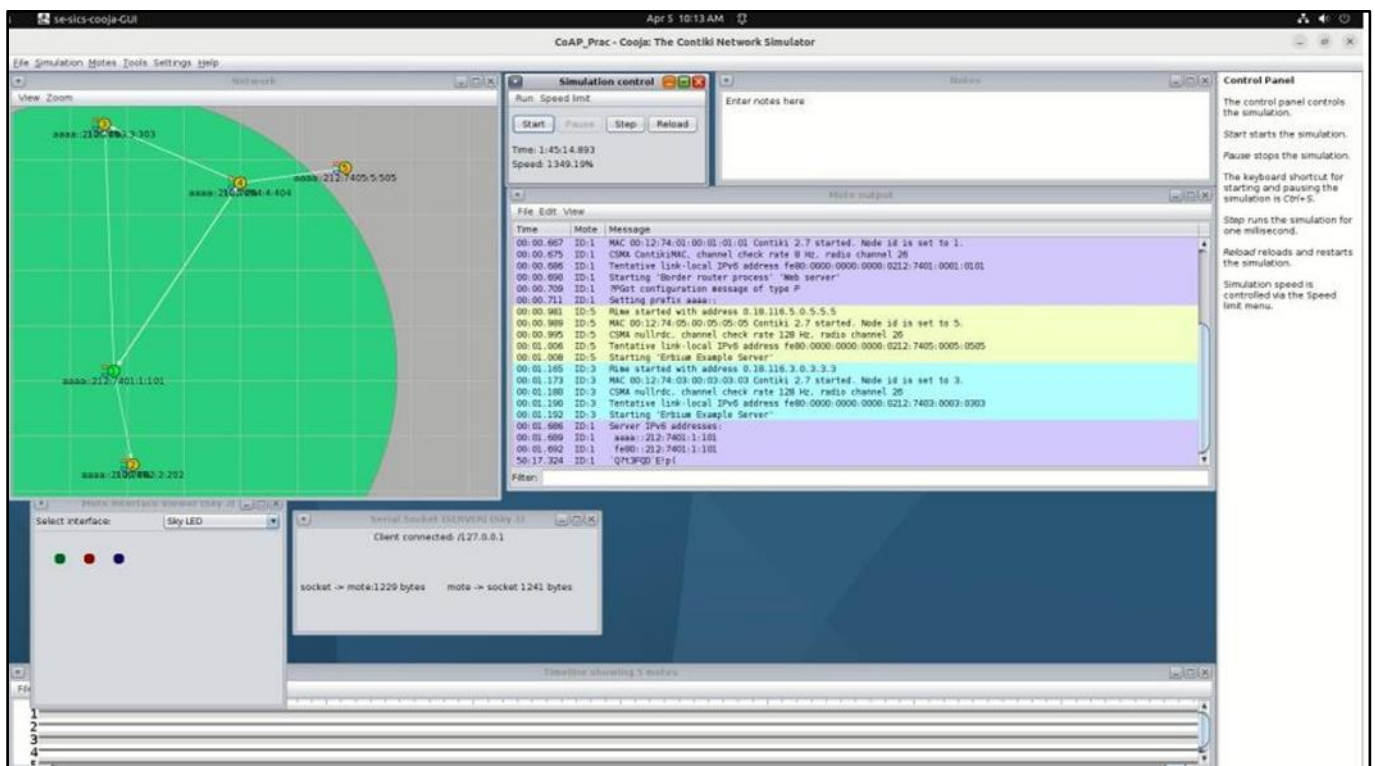 se-sics-cooja-GUI
Apr 5 10:13 AM
CoAP_Prac - Cooja: The Contiki Network Simulator
File Simulation Motes Tools Settings Help
Network
View Zoom
3
5
aaaa::212:7405:5:505
4
1
aaaa::212:7401:1:101
2
Simulation control
Run Speed limit
Start Pause Step Reload
Time: 1:45:14.893
Speed: 1349.19%
Notes
Enter notes here
Mote output
File Edit View
Time Mote Message
00:00.667 ID:1 MAC 00:12:74:01:00:01:01:01 Contiki 2.7 started. Node id is set to 1.
00:00.675 ID:1 CSMA ContikiMAC, channel check rate 8 Hz, radio channel 26
00:00.686 ID:1 Tentative link-local IPv6 address fe80:0000:0000:0000:0212:7401:0001:0101
00:00.698 ID:1 Starting 'Border router process' 'Web server'
00:00.709 ID:1 ?PGot configuration message of type P
00:00.711 ID:1 Setting prefix aaaa::
00:00.981 ID:5 Rime started with address 0.18.116.5.0.5.5.5
00:00.989 ID:5 MAC 00:12:74:05:00:05:05:05 Contiki 2.7 started. Node id is set to 5.
00:00.995 ID:5 CSMA nullrdc, channel check rate 128 Hz, radio channel 26
00:01.006 ID:5 Tentative link-local IPv6 address fe80:0000:0000:0000:0212:7405:0005:0505
00:01.008 ID:5 Starting 'Erbium Example Server'
00:01.165 ID:3 Rime started with address 0.18.116.3.0.3.3.3
00:01.173 ID:3 MAC 00:12:74:03:00:03:03:03 Contiki 2.7 started. Node id is set to 3.
00:01.180 ID:3 CSMA nullrdc, channel check rate 128 Hz, radio channel 26
00:01.190 ID:3 Tentative link-local IPv6 address fe80:0000:0000:0000:0212:7403:0003:0303
00:01.192 ID:3 Starting 'Erbium Example Server'
00:01.686 ID:1 Server IPv6 addresses:
00:01.689 ID:1 aaaa::212:7401:1:101
00:01.692 ID:1 fe80::212:7401:1:101
50:17.324 ID:1
Filter:
Control Panel
The control panel controls
the simulation.
Start starts the simulation.
Pause stops the simulation.
The keyboard shortcut for
starting and pausing the
simulation is Ctrl+S.
Step runs the simulation for
one millisecond.
Reload reloads and restarts
the simulation.
Simulation speed is
controlled via the Speed
limit menu.
Select interface: Sky LED
Serial Socket (SERVER) (Sky 1)
Client connected: /127.0.0.1
socket -> mote:1229 bytes mote -> socket 1241 bytes
Timeline showing 5 motes
1
2
3
4